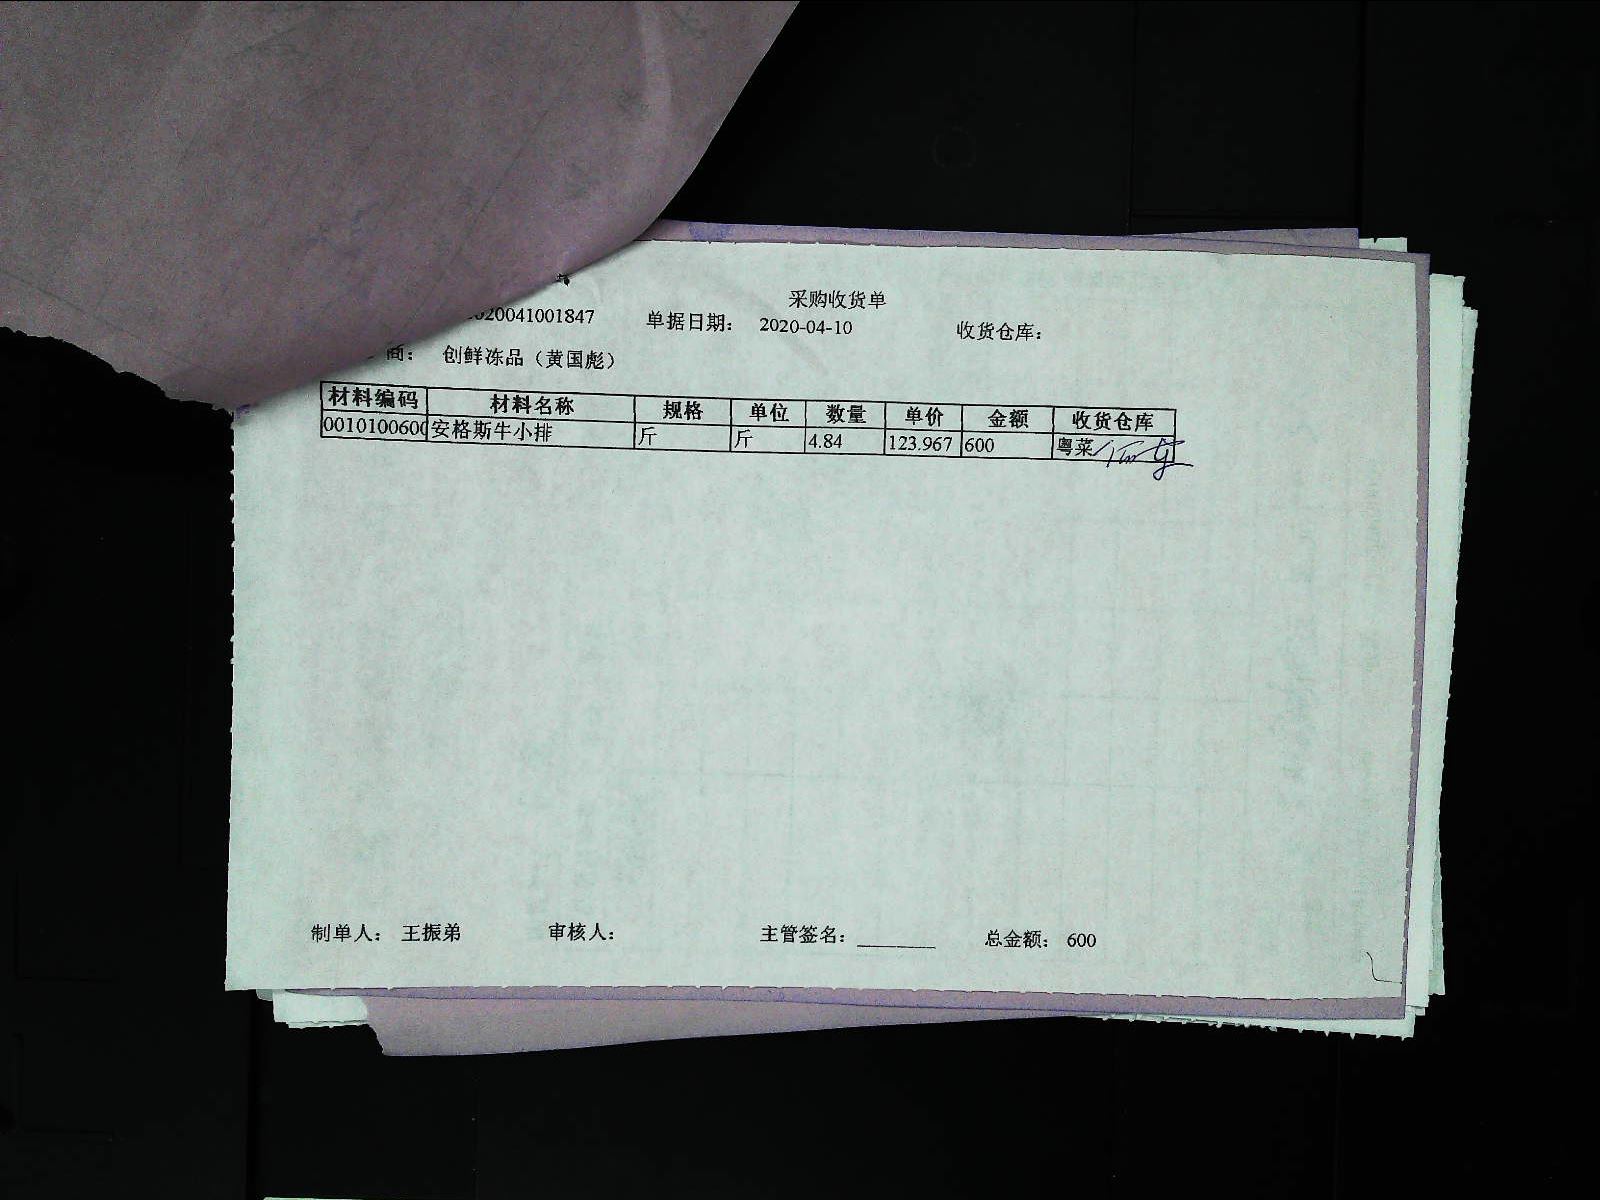 采购收货单
20041001847 单据日期： 2020-04-10 收货仓库：
商： 创鲜冻品（黄国彪）
材料编码 材料名称 规格 单位 数量 单价 金额 收货仓库
0010100600 安格斯牛小排 斤 斤 4.84 123.967 600 粤菜
制单人： 王振弟 审核人： 主管签名： 总金额： 600